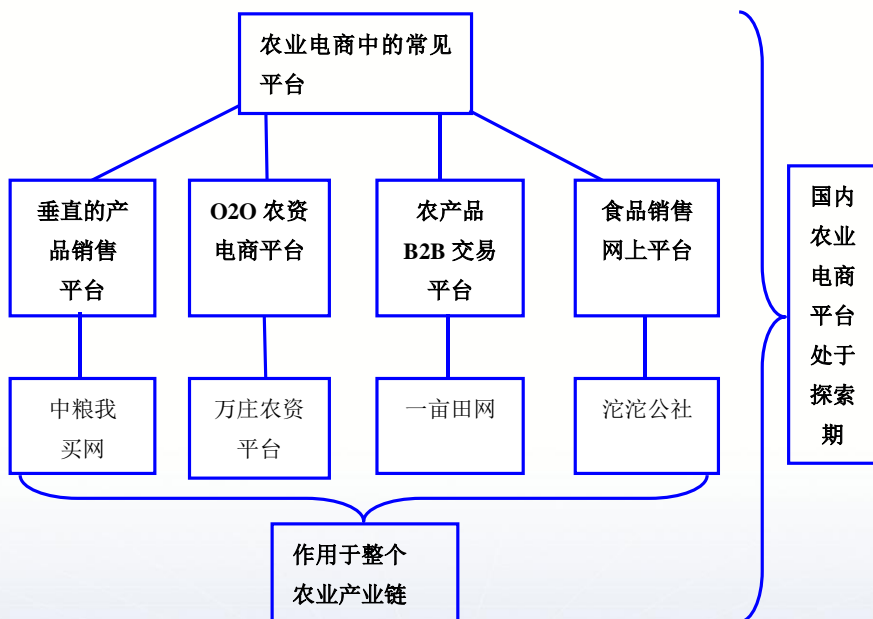 农业电商中的常见
平台
垂直的产
品销售
平台
O2O 农资
电商平台
农产品
B2B 交易
平台
食品销售
网上平台
中粮我
买网
万庄农资
平台
一亩田网
沱沱公社
作用于整个
农业产业链
国内
农业
电商
平台
处于
探索
期